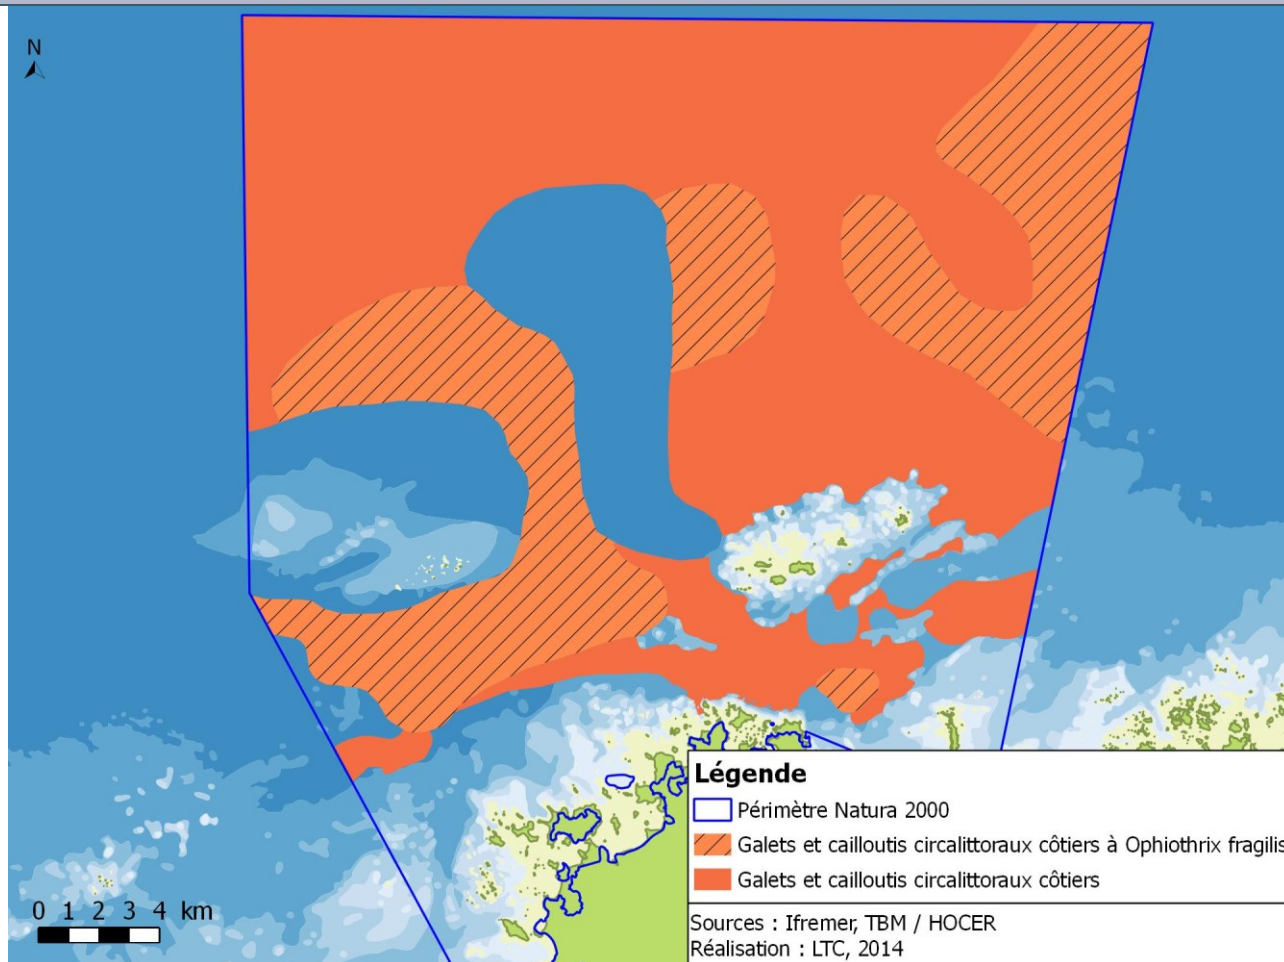 N
0 1 2 3 4 km
Légende
Périmètre Natura 2000
Galets et cailloutis circalittoraux côtiers à Ophiothrix fragilis
Galets et cailloutis circalittoraux côtiers
Sources : Ifremer, TBM / HOCER
Réalisation : LTC, 2014